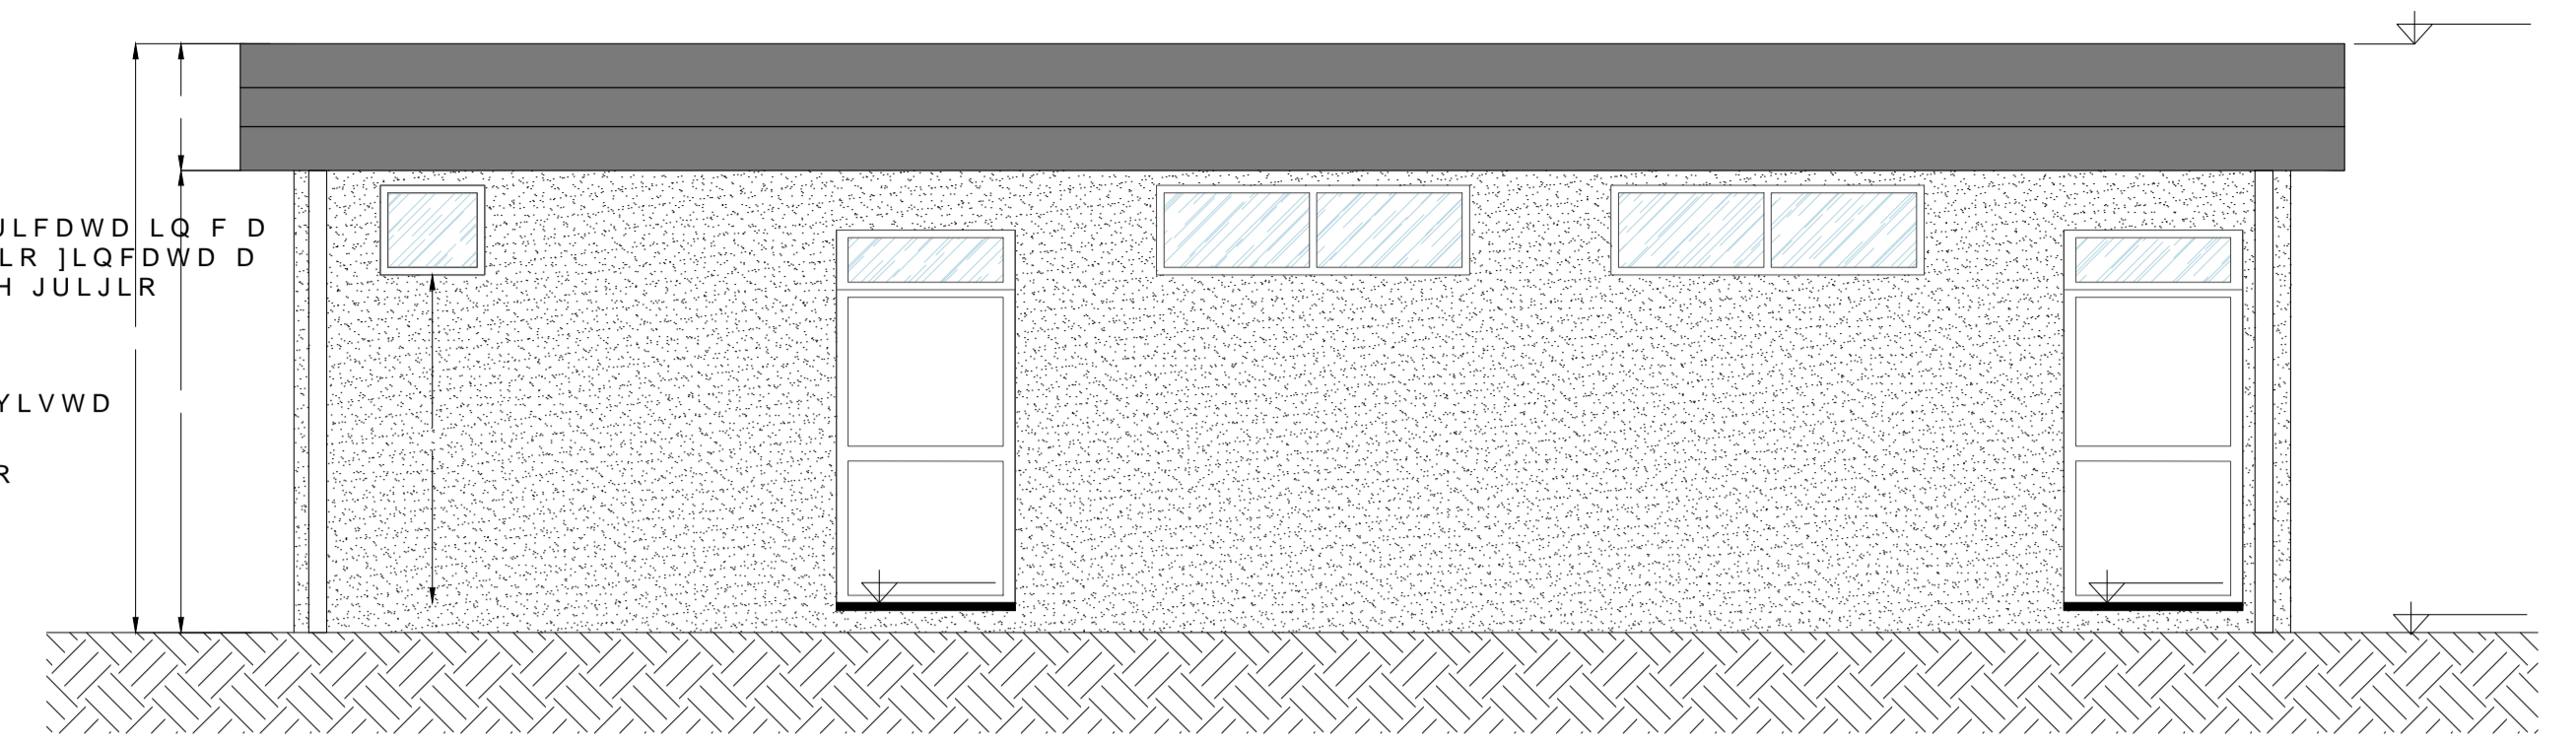 ULFDWD LQ F D
LR ]LQFDWD D
H JULJLR
YLVWD
R